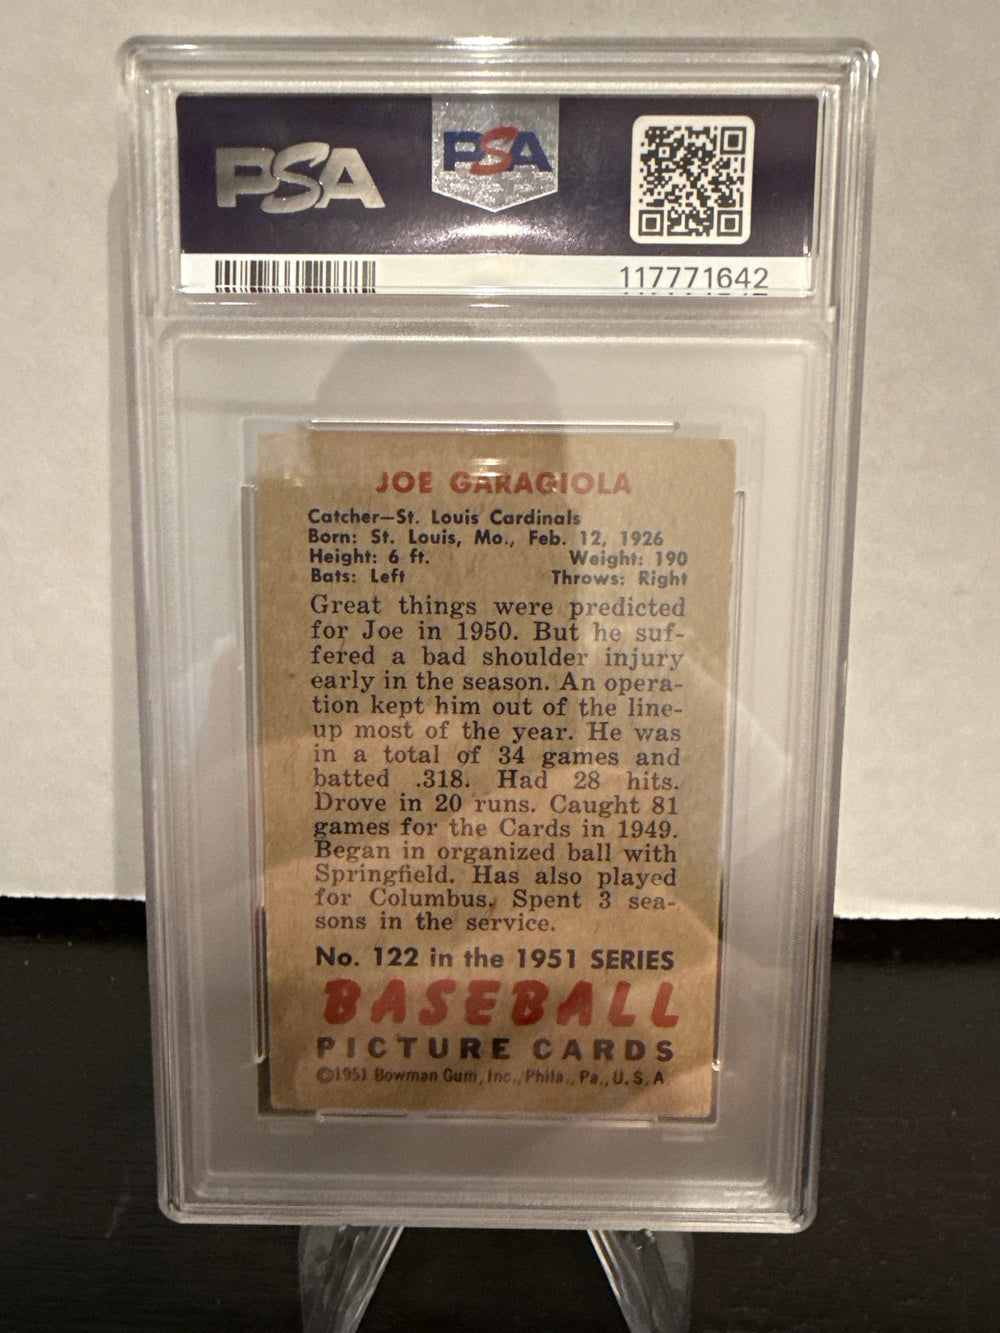 PSA
PSA
117771642
JOE GARAGIOLA
Catcher—St. Louis Cardinals
Born: St. Louis, Mo., Feb. 12, 1926
Height: 6 ft. Weight: 190
Bats: Left Throws: Right
Great things were predicted
for Joe in 1950. But he suf-
fered a bad shoulder injury
early in the season. An opera-
tion kept him out of the line-
up most of the year. He was
in a total of 34 games and
batted .318. Had 28 hits.
Drove in 20 runs. Caught 81
games for the Cards in 1949.
Began in organized ball with
Springfield. Has also played
for Columbus. Spent 3 sea-
sons in the service.
No. 122 in the 1951 SERIES
BASEBALL
PICTURE CARDS
©1951 Bowman Gum, Inc., Phila., Pa., U. S. A.